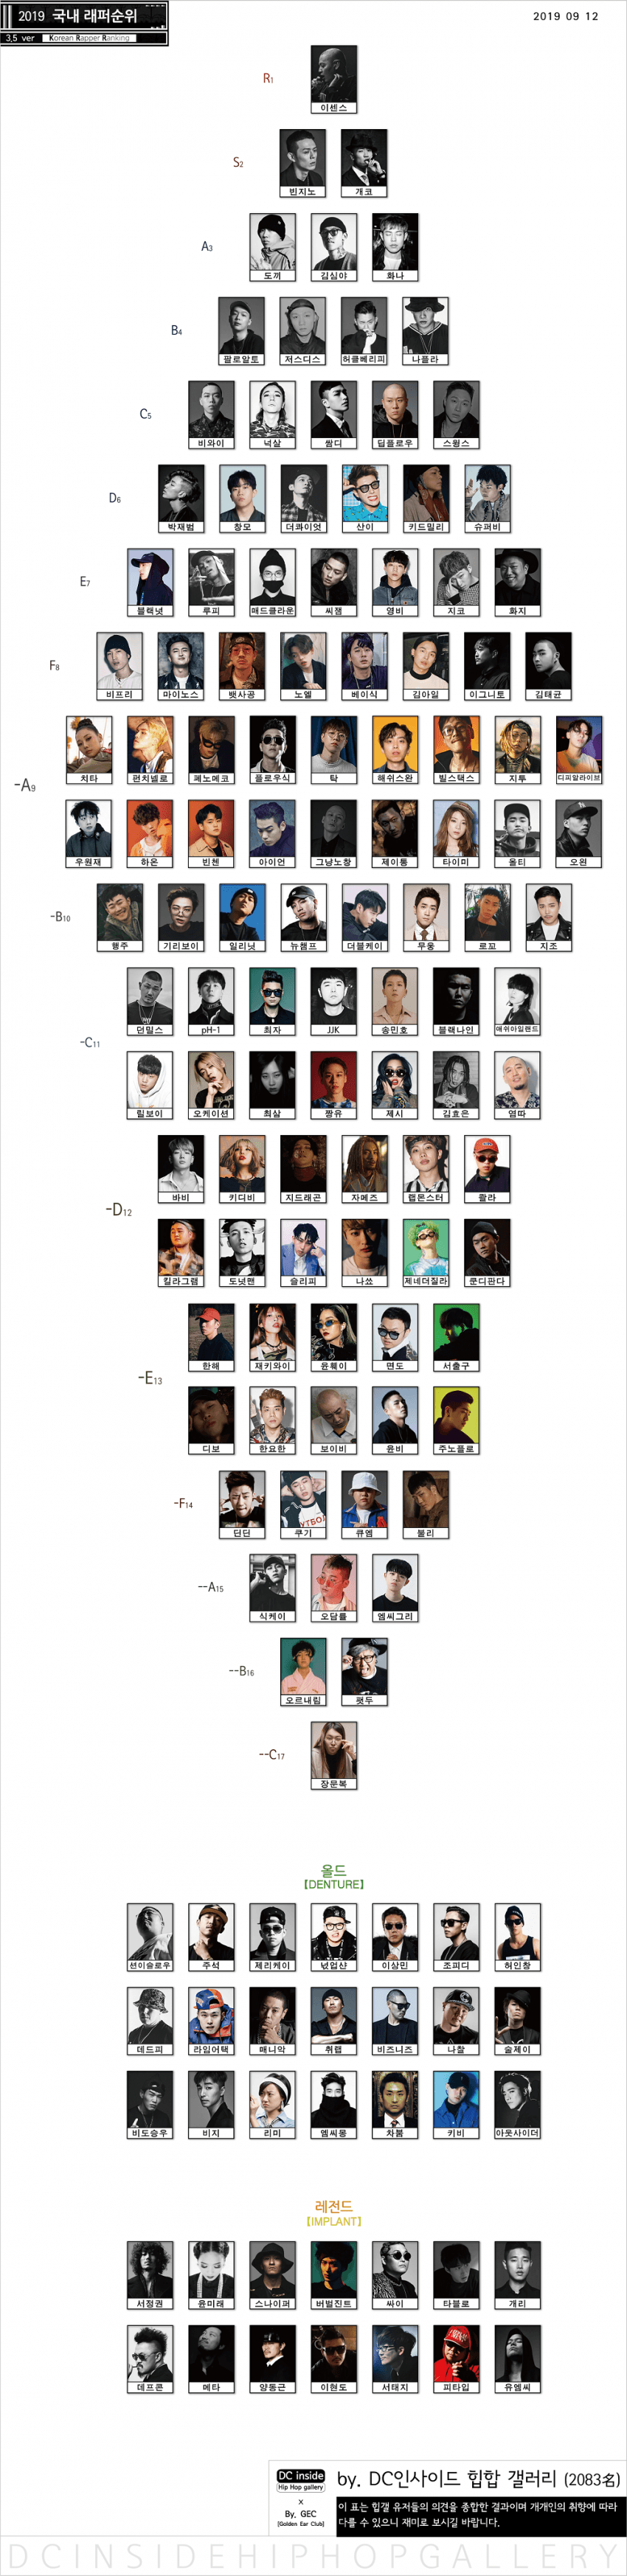 2019 국내 래퍼순위
3.5 ver Korean Rapper Ranking
2019 09 12
R1
이센스
S2
빈지노 개코
A3
도끼 김심야 화나
B4
팔로알토 저스디스 허클베리피 나플라
C5
비와이 넉살 쌈디 딥플로우 스윙스
D6
박재범 창모 더콰이엇 산이 키드밀리 슈퍼비
E7
블랙넛 루피 매드클라운 씨잼 영비 지코 화지
F8
비프리 마이노스 뱃사공 노엘 베이식 김아일 이그니토 김태균
-A9
치타 펀치넬로 페노메코 플로우식 탁 해쉬스완 빌스택스 지투 디피알라이브
우원재 하온 빈첸 아이언 그냥노창 제이통 타이미 올티 오왼
-B10
행주 기리보이 일리닛 뉴챔프 더블케이 무웅 로꼬 지조
-C11
던밀스 pH-1 최자 JJK 송민호 블랙나인 애쉬아일랜드
릴보이 오케이션 최삼 짱유 제시 김효은 염따
-D12
바비 키디비 지드래곤 자메즈 랩몬스터 콸라
킬라그램 도넛맨 슬리피 나쑈 제네더질라 쿤디판다
-E13
한해 재키와이 윤훼이 면도 서출구
디보 한요한 보이비 윤비 주노플로
-F14
딘딘 쿠기 큐엠 불리
--A15
식케이 오담률 엠씨그리
--B16
오르내림 팻두
--C17
장문복
올드
【DENTURE】
션이슬로우 주석 제리케이 넋업샨 이상민 조피디 허인창
데드피 라임어택 매니악 취랩 비즈니즈 나찰 술제이
비도승우 비지 리미 엠씨몽 차붐 키비 아웃사이더
레전드
【IMPLANT】
서정권 윤미래 스나이퍼 버벌진트 싸이 타블로 개리
데프콘 메타 양동근 이현도 서태지 피타입 유엠씨
DC inside
Hip Hop gallery
x
By. GEC
[Golden Ear Club]
by. DC인사이드 힙합 갤러리 (2083名)
이 표는 힙갤 유저들의 의견을 종합한 결과이며 개개인의 취향에 따라
다를 수 있으니 재미로 보시길 바랍니다.
DCINSIDEHIPHOPGALLERY